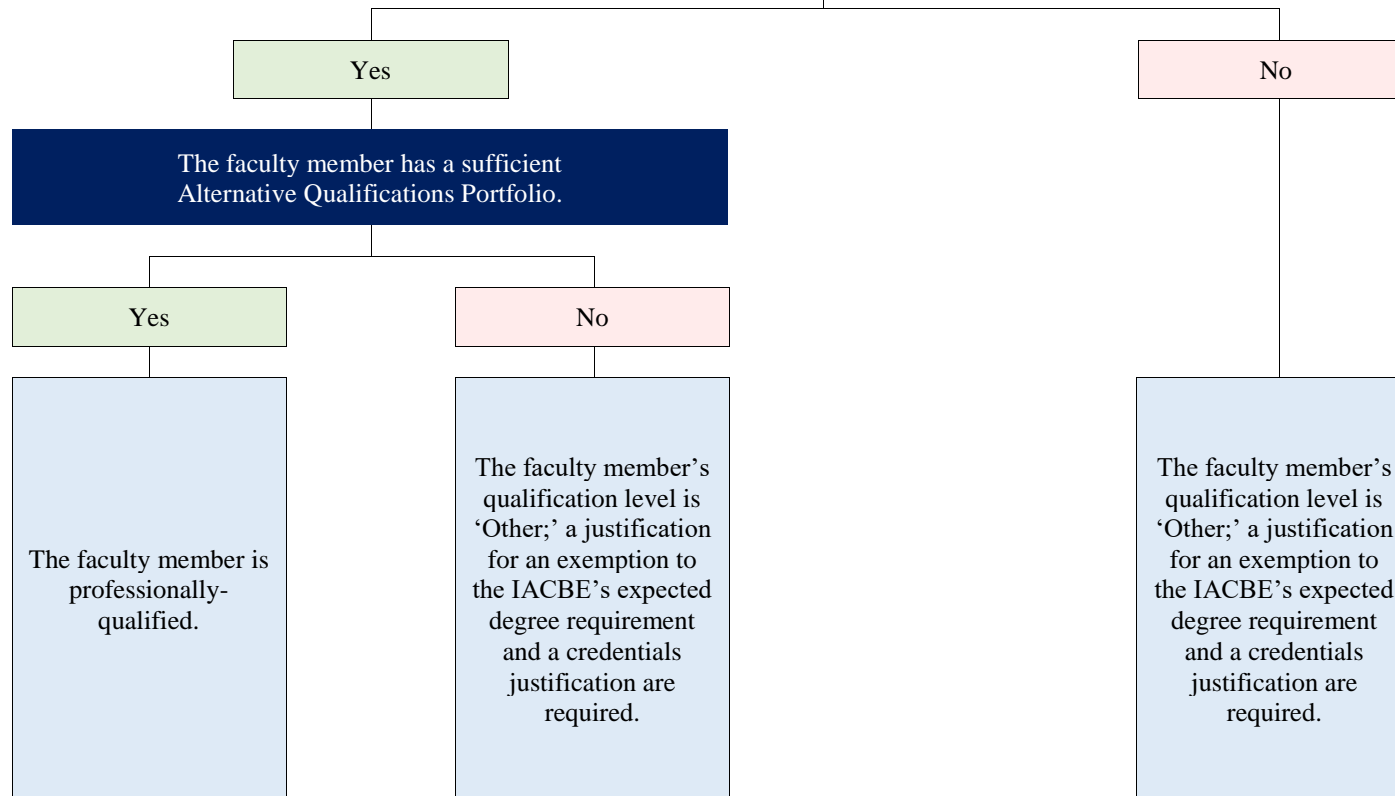 Yes
No
The faculty member has a sufficient
Alternative Qualifications Portfolio.
Yes
No
The faculty member is
professionally-
qualified.
The faculty member’s
qualification level is
‘Other;’ a justification
for an exemption to
the IACBE’s expected
degree requirement
and a credentials
justification are
required.
The faculty member’s
qualification level is
‘Other;’ a justification
for an exemption to
the IACBE’s expected
degree requirement
and a credentials
justification are
required.